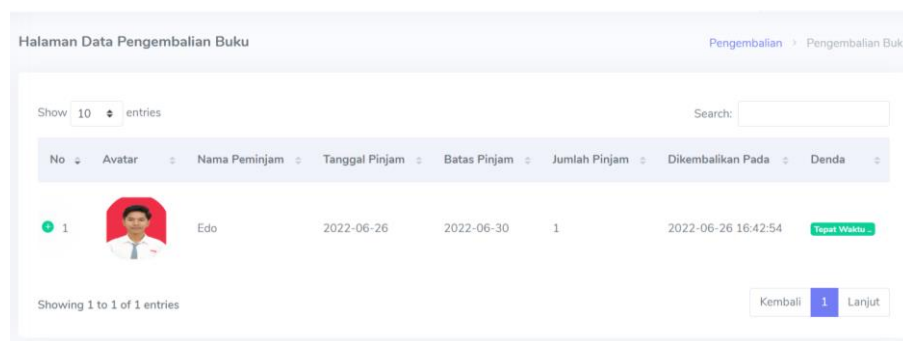 Halaman Data Pengembalian Buku
Pengembalian > Pengembalian Buk
Show 10 entries
Search:
No Avatar Nama Peminjam Tanggal Pinjam Batas Pinjam Jumlah Pinjam Dikembalikan Pada Denda
1 Edo 2022-06-26 2022-06-30 1 2022-06-26 16:42:54 Tepat Waktu ..
Showing 1 to 1 of 1 entries
Kembali 1 Lanjut